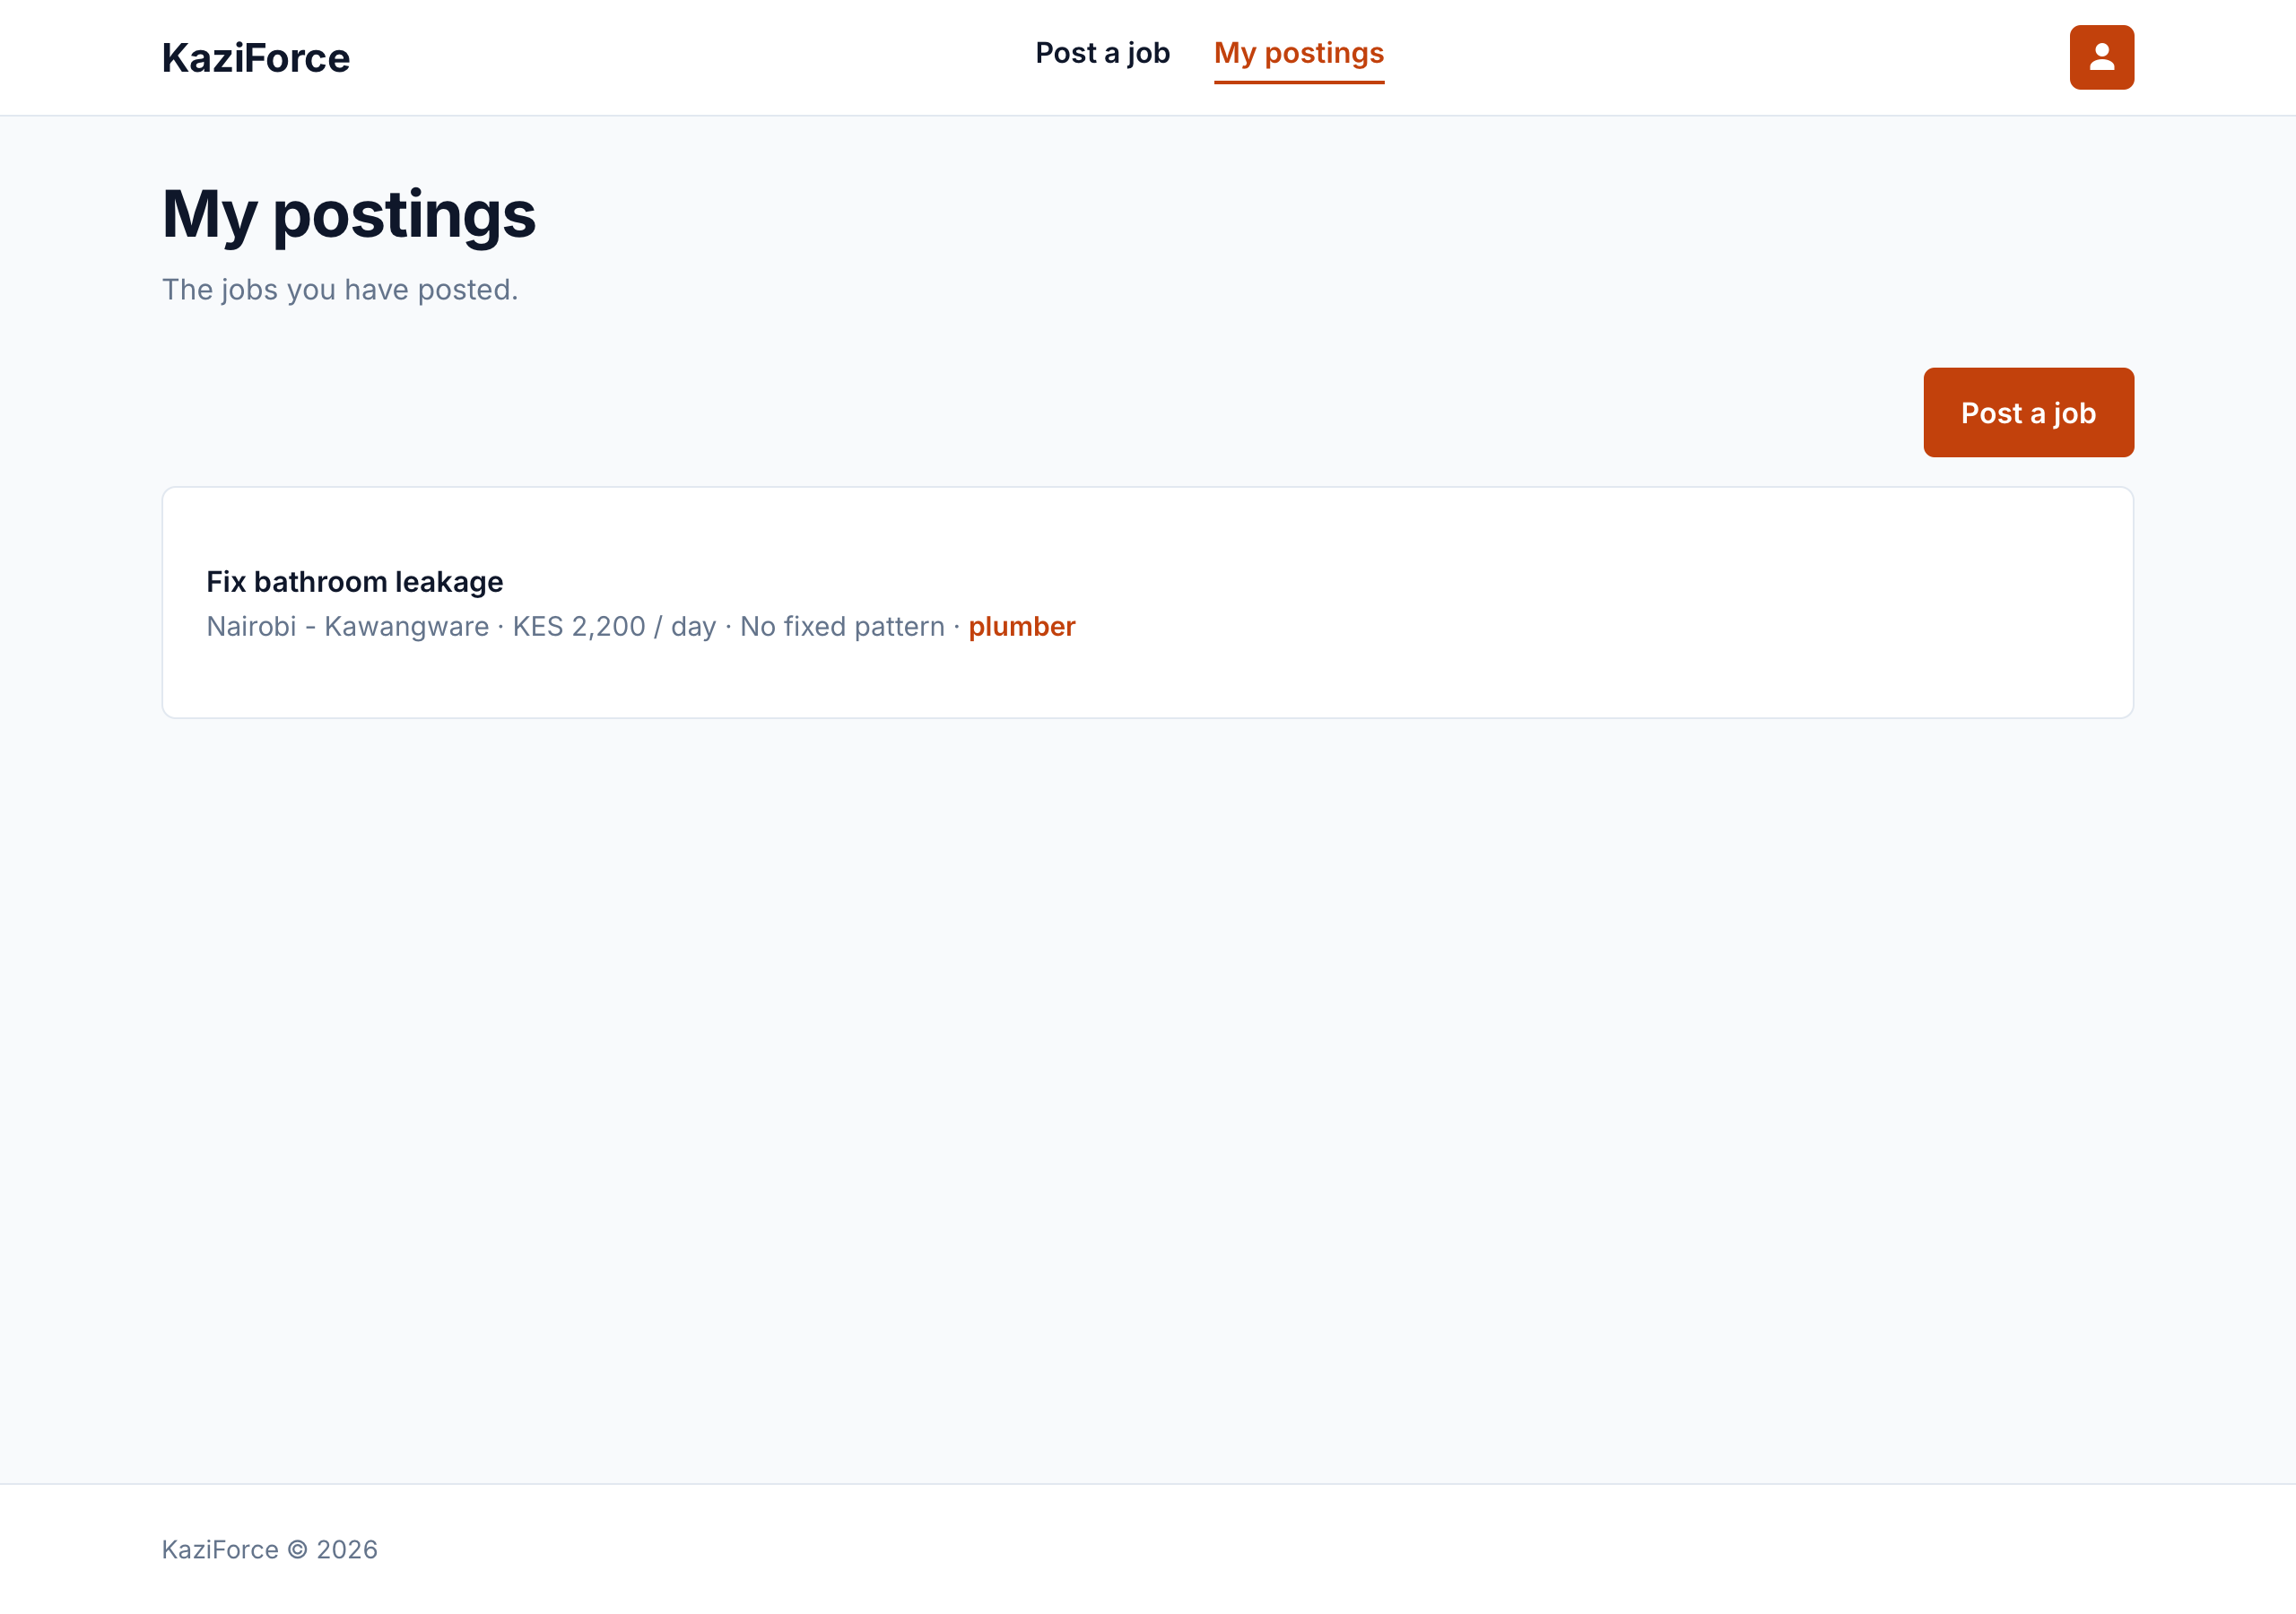 KaziForce
Post a job
My postings
My postings
The jobs you have posted.
Post a job
Fix bathroom leakage
Nairobi - Kawangware · KES 2,200 / day · No fixed pattern · plumber
KaziForce © 2026